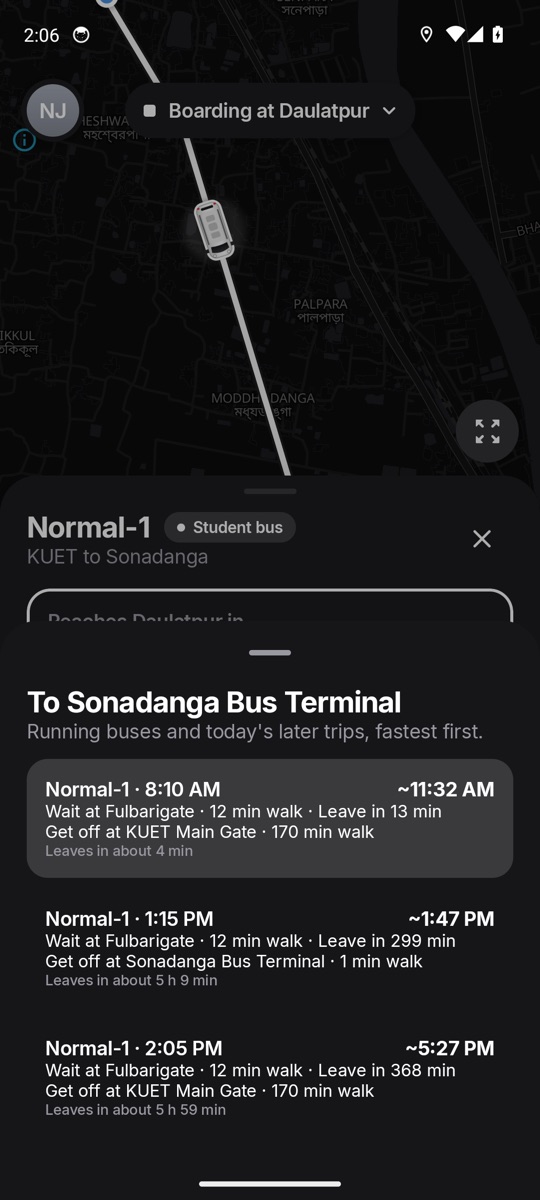 2:06
সনেপাড়া
NJ
Boarding at Daulatpur
PALPARA
পালপাড়া
IKKUL
Normal-1
Student bus
KUET to Sonadanga
Reaches Daulatpur in
To Sonadanga Bus Terminal
Running buses and today's later trips, fastest first.
Normal-1 · 8:10 AM ~11:32 AM
Wait at Fulbarigate · 12 min walk · Leave in 13 min
Get off at KUET Main Gate · 170 min walk
Leaves in about 4 min
Normal-1 · 1:15 PM ~1:47 PM
Wait at Fulbarigate · 12 min walk · Leave in 299 min
Get off at Sonadanga Bus Terminal · 1 min walk
Leaves in about 5 h 9 min
Normal-1 · 2:05 PM ~5:27 PM
Wait at Fulbarigate · 12 min walk · Leave in 368 min
Get off at KUET Main Gate · 170 min walk
Leaves in about 5 h 59 min